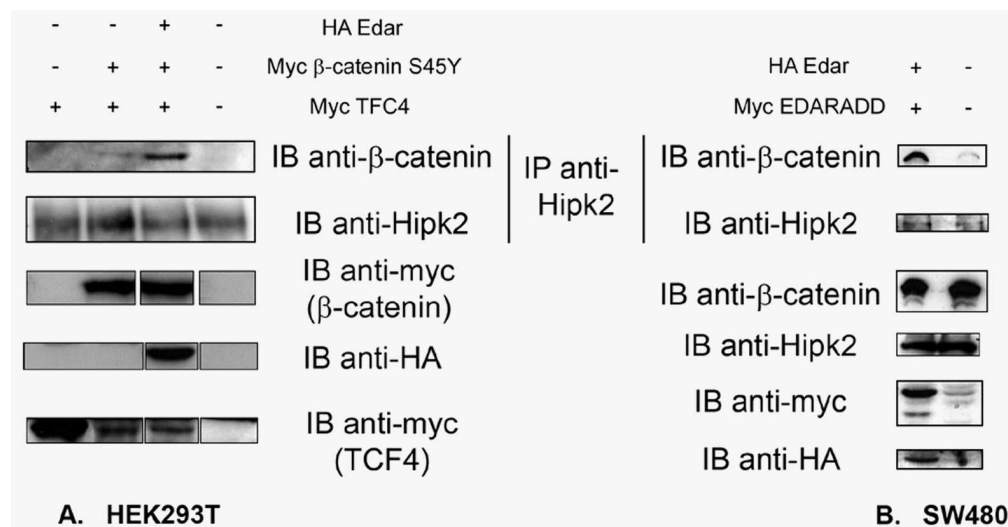 - - + - HA Edar
- + + - Myc β-catenin S45Y
+ + + - Myc TFC4
IB anti-β-catenin
IB anti-Hipk2
IP anti-
Hipk2
IB anti-myc
(β-catenin)
IB anti-HA
IB anti-myc
(TCF4)
A. HEK293T
HA Edar + -
Myc EDARADD + -
IB anti-β-catenin
IB anti-Hipk2
IB anti-β-catenin
IB anti-Hipk2
IB anti-myc
IB anti-HA
B. SW480